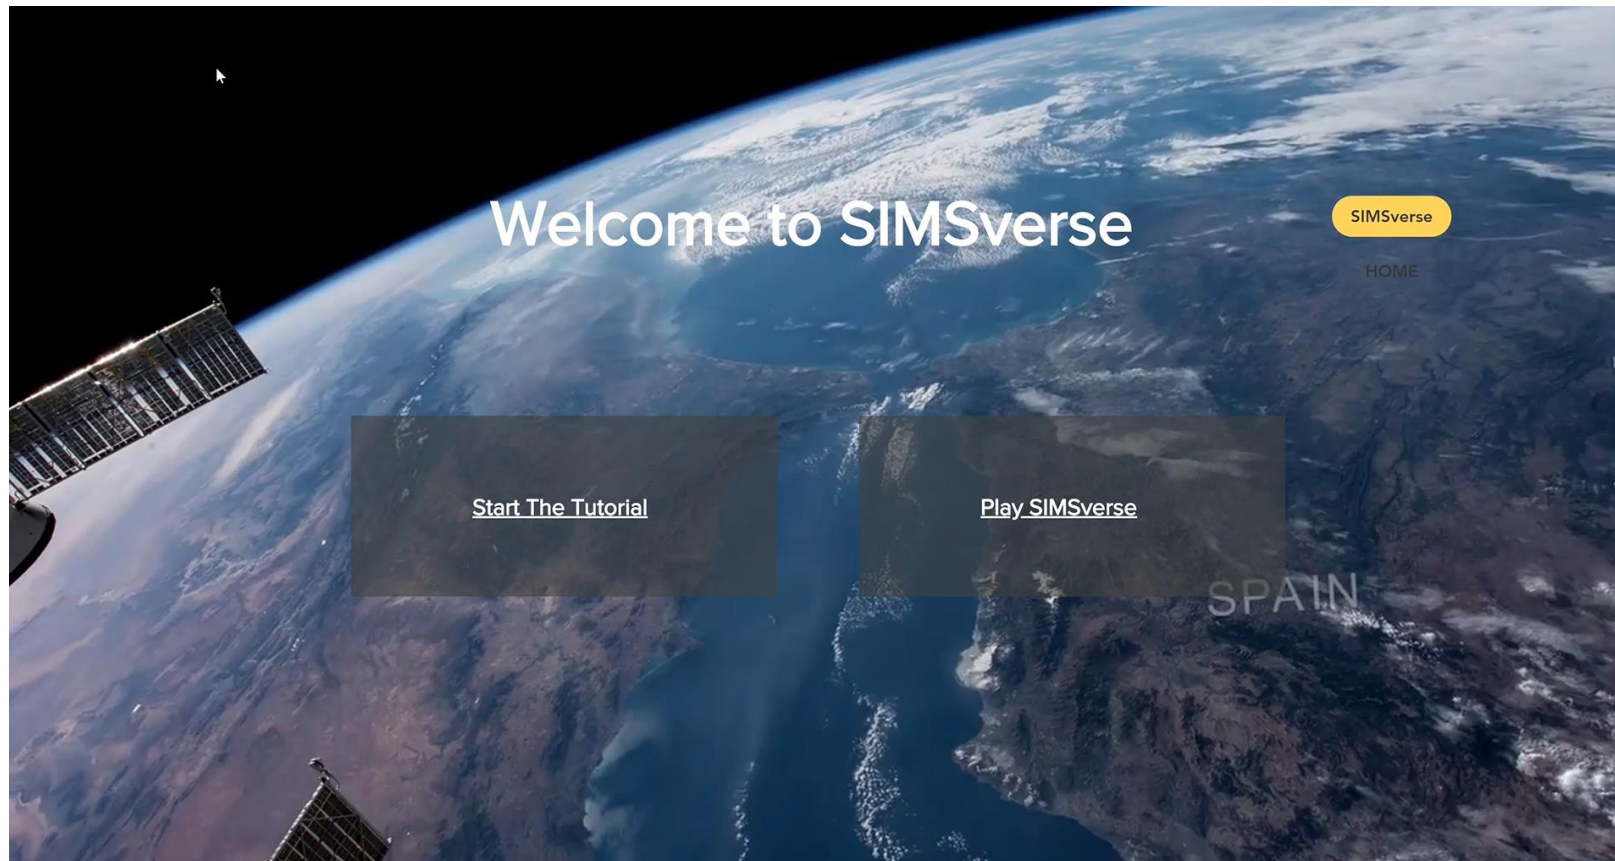 Welcome to SIMSverse
SIMSverse
HOME
Start The Tutorial
Play SIMSverse
SPAIN